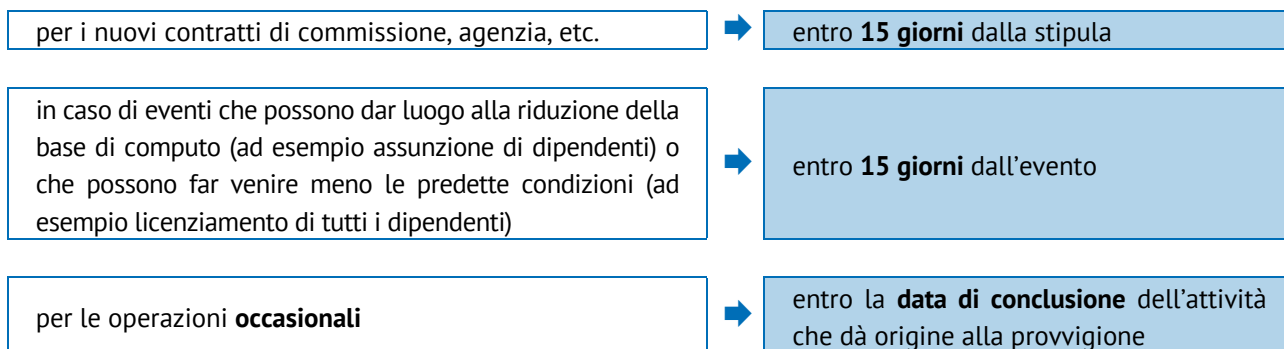 per i nuovi contratti di commissione, agenzia, etc.
entro 15 giorni dalla stipula
in caso di eventi che possono dar luogo alla riduzione della
base di computo (ad esempio assunzione di dipendenti) o
che possono far venire meno le predette condizioni (ad
esempio licenziamento di tutti i dipendenti)
entro 15 giorni dall’evento
per le operazioni occasionali
entro la data di conclusione dell’attività
che dà origine alla provvigione